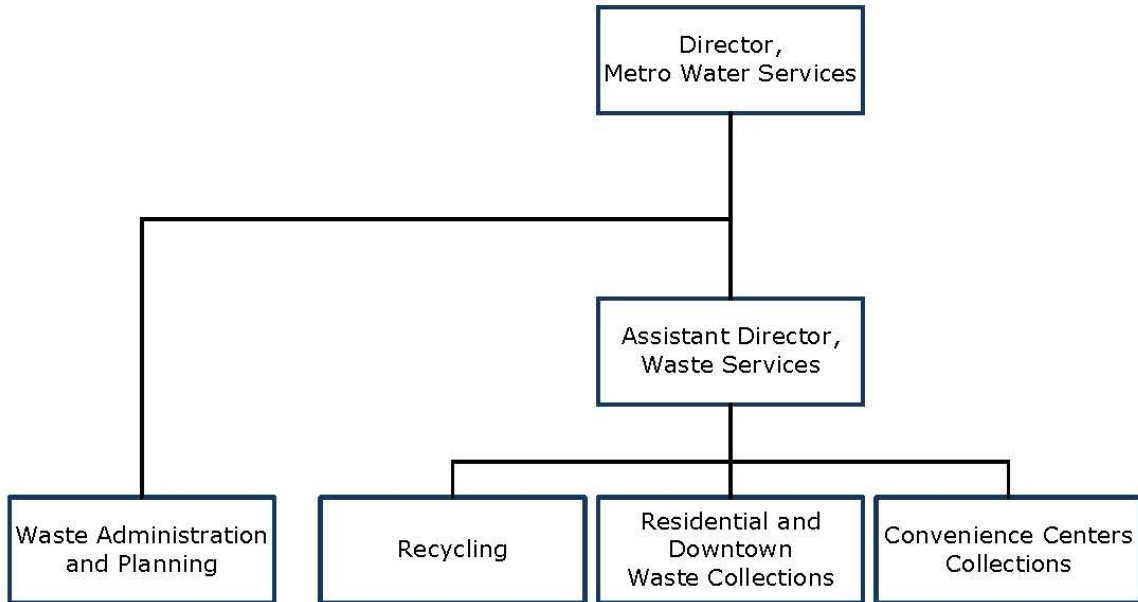 Director,
Metro Water Services
Assistant Director,
Waste Services
Waste Administration
and Planning
Recycling
Residential and
Downtown
Waste Collections
Convenience Centers
Collections